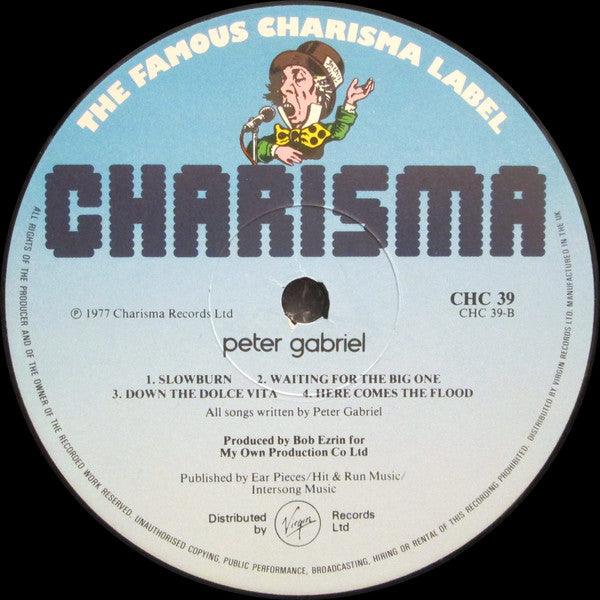 THE FAMOUS CHARISMA LABEL
CHARISMA
℗ 1977 Charisma Records Ltd
CHC 39
CHC 39-B
peter gabriel
1. SLOWBURN 2. WAITING FOR THE BIG ONE
3. DOWN THE DOLCE VITA 4. HERE COMES THE FLOOD
All songs written by Peter Gabriel
Produced by Bob Ezrin for
My Own Production Co Ltd
Published by Ear Pieces/Hit & Run Music/
Intersong Music
Distributed by Virgin Records Ltd
ALL RIGHTS OF THE PRODUCER AND OF THE OWNER OF THE RECORDED WORK RESERVED. UNAUTHORISED COPYING, PUBLIC PERFORMANCE, BROADCASTING, HIRING OR RENTAL OF THIS RECORDING PROHIBITED. DISTRIBUTED BY VIRGIN RECORDS LTD. MANUFACTURED IN THE UK